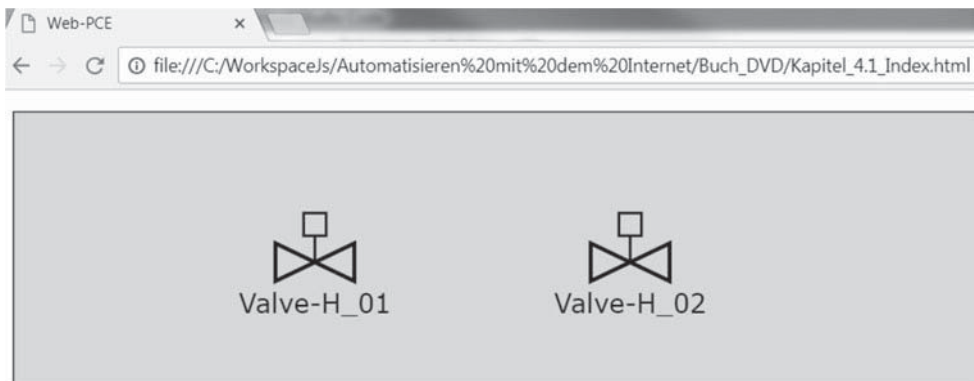 Web-PCE
file:///C:/WorkspaceJs/Automatisieren%20mit%20dem%20Internet/Buch_DVD/Kapitel_4.1_Index.html
Valve-H_01 Valve-H_02